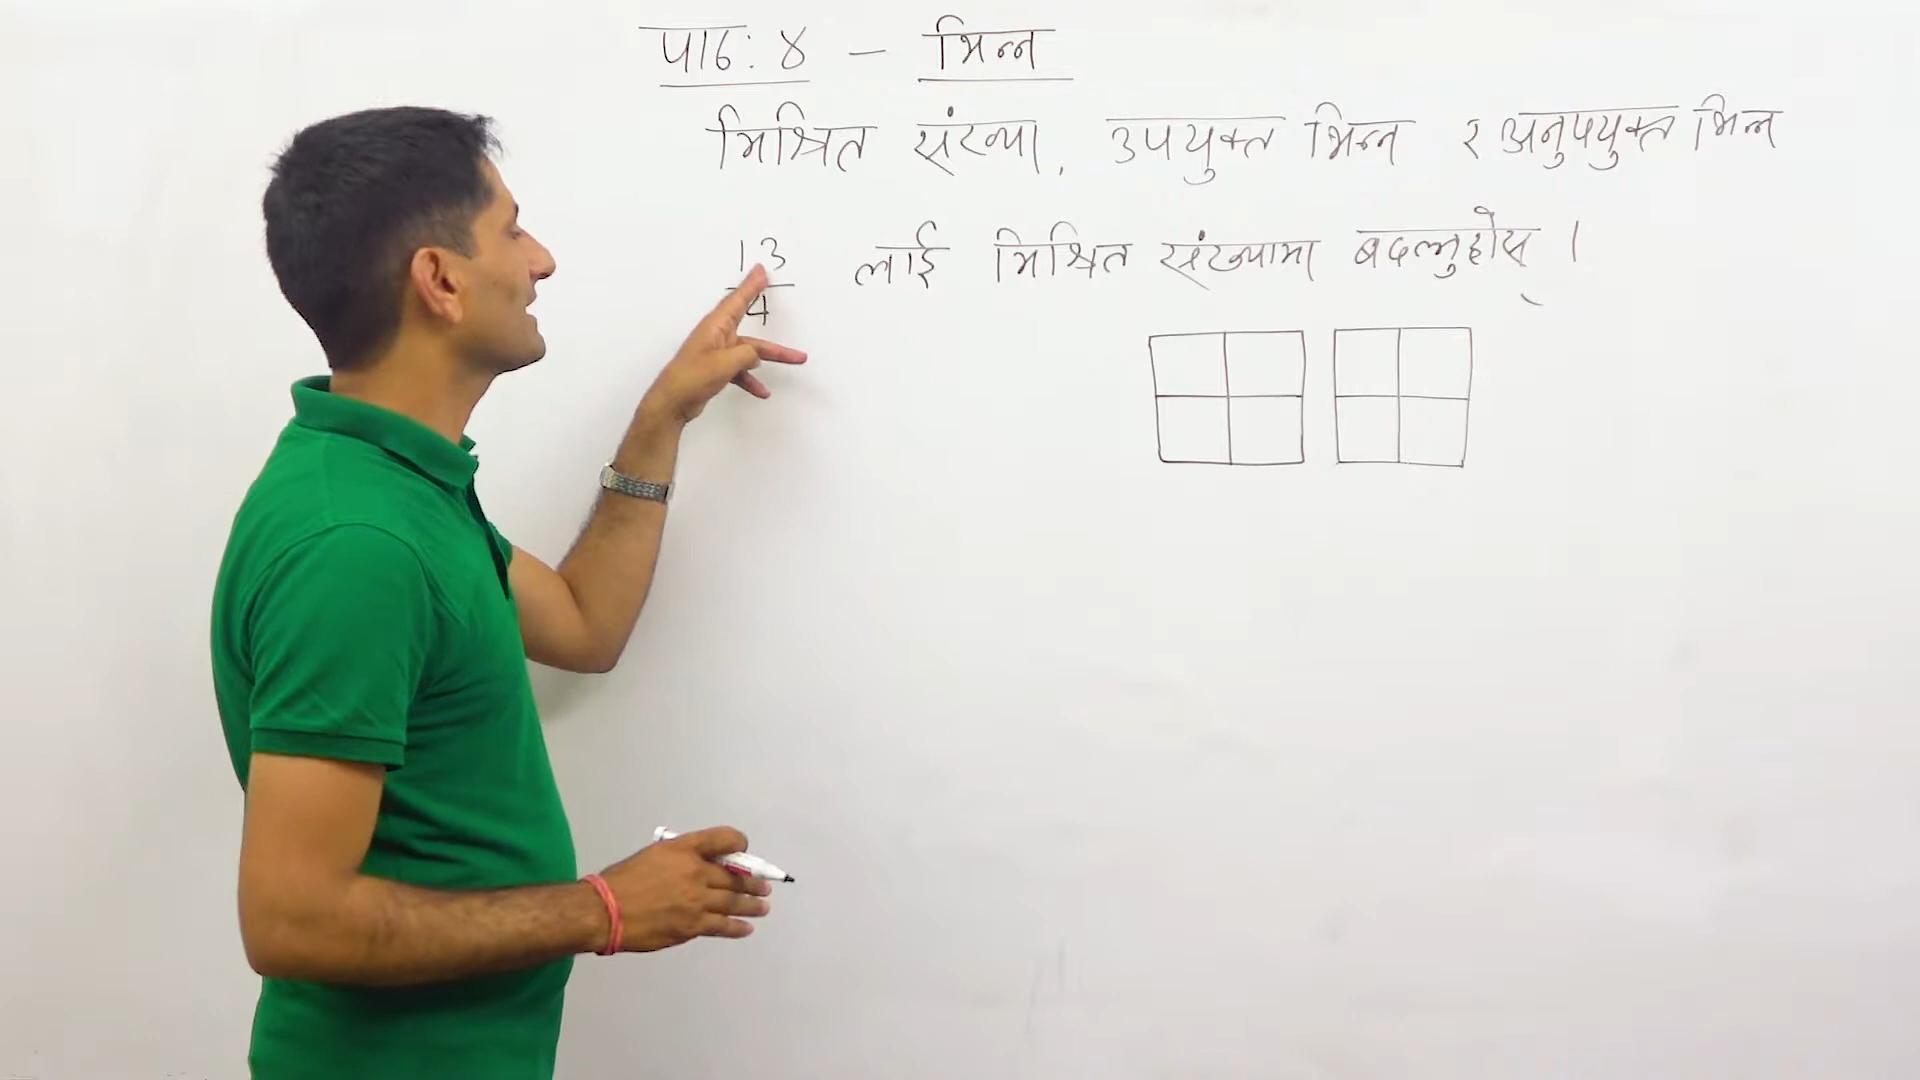 पाठ: ४ – भिन्न
मिश्रित संख्या, उपयुक्त भिन्न र अनुपयुक्त भिन्न
13/4 लाई मिश्रित संख्यामा बदल्नुहोस् ।